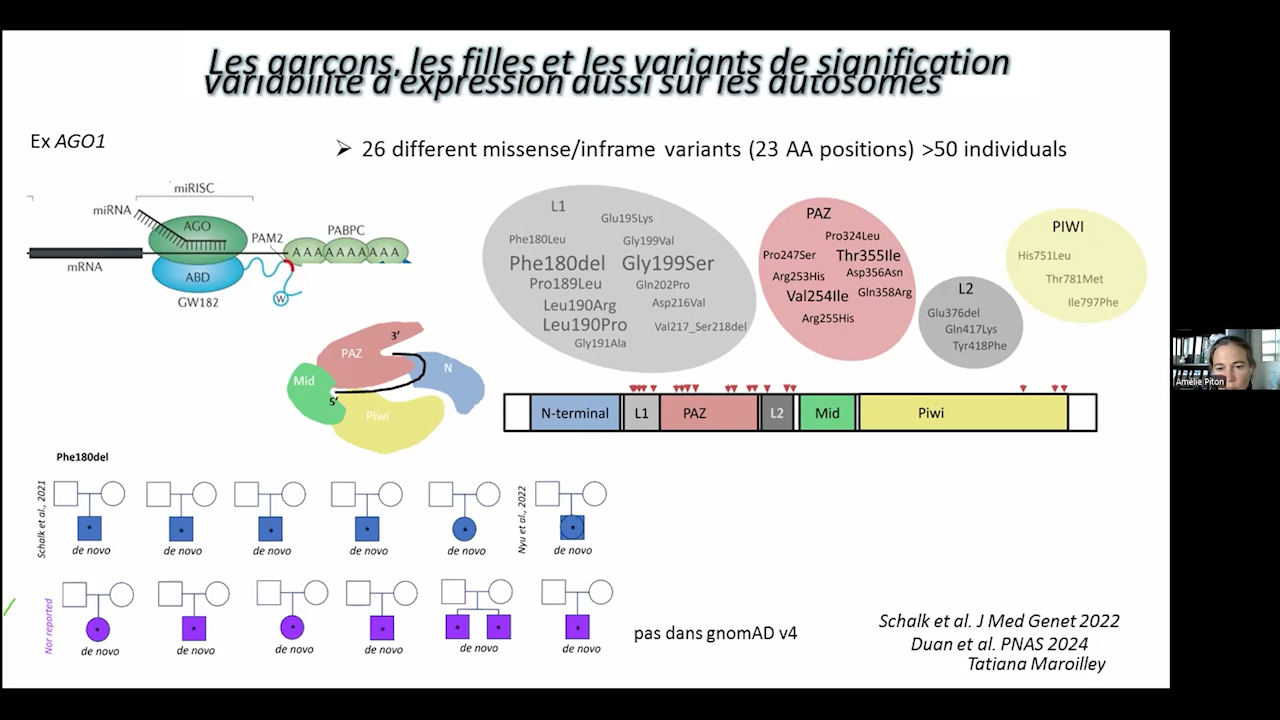 Les garçons, les filles et les variants de signification
variabilité d'expression aussi sur les autosomes
Ex AGO1
➢ 26 different missense/inframe variants (23 AA positions) >50 individuals
miRISC
miRNA
AGO
PAM2
PABPC
AAAAAAAAA
mRNA
ABD
W
GW182
L1
Glu195Lys
Phe180Leu
Gly199Val
Phe180del
Gly199Ser
Pro189Leu
Gln202Pro
Leu190Arg
Asp216Val
Leu190Pro
Val217_Ser218del
Gly191Ala
PAZ
Pro324Leu
Pro247Ser
Thr355Ile
Arg253His
Asp356Asn
Val254Ile
Gln358Arg
Arg255His
L2
Glu376del
Gln417Lys
Tyr418Phe
PIWI
His751Leu
Thr781Met
Ile797Phe
3’
PAZ
N
Mid
5’
Piwi
N-terminal
L1
PAZ
L2
Mid
Piwi
Amélie Piton
Phe180del
Schalk et al., 2021
de novo
de novo
de novo
de novo
de novo
Nyu et al., 2022
de novo
Nor reported
de novo
de novo
de novo
de novo
de novo
de novo
pas dans gnomAD v4
Schalk et al. J Med Genet 2022
Duan et al. PNAS 2024
Tatiana Maroilley